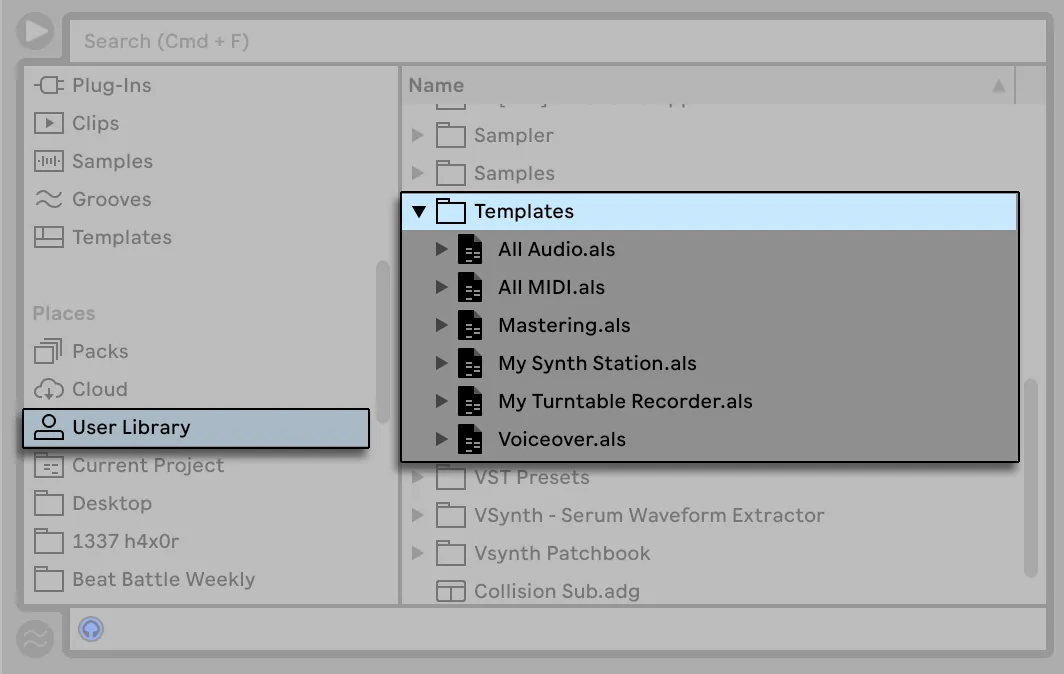 Search (Cmd + F)
Plug-Ins
Clips
Samples
Grooves
Templates
Places
Packs
Cloud
User Library
Current Project
Desktop
1337 h4x0r
Beat Battle Weekly
Name
Sampler
Samples
Templates
All Audio.als
All MIDI.als
Mastering.als
My Synth Station.als
My Turntable Recorder.als
Voiceover.als
VST Presets
VSynth - Serum Waveform Extractor
Vsynth Patchbook
Collision Sub.adg